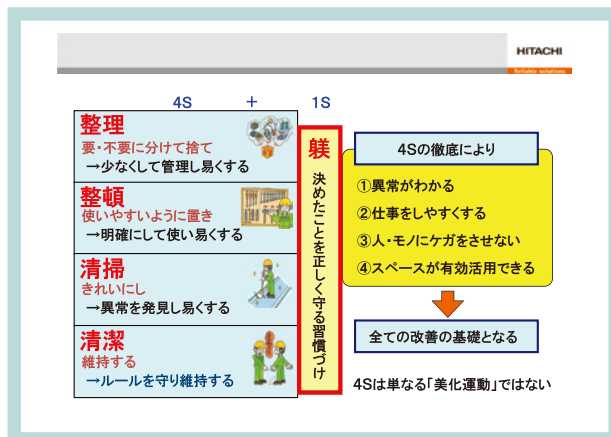 HITACHI
Reliable solutions
4S + 1S
整理
要・不要に分けて捨て
→少なくして管理し易くする
整頓
使いやすいように置き
→明確にして使い易くする
清掃
きれいにし
→異常を発見し易くする
清潔
維持する
→ルールを守り維持する
躾
決めたことを正しく守る習慣づけ
4Sの徹底により
①異常がわかる
②仕事をしやすくする
③人・モノにケガをさせない
④スペースが有効活用できる
全ての改善の基礎となる
4Sは単なる「美化運動」ではない